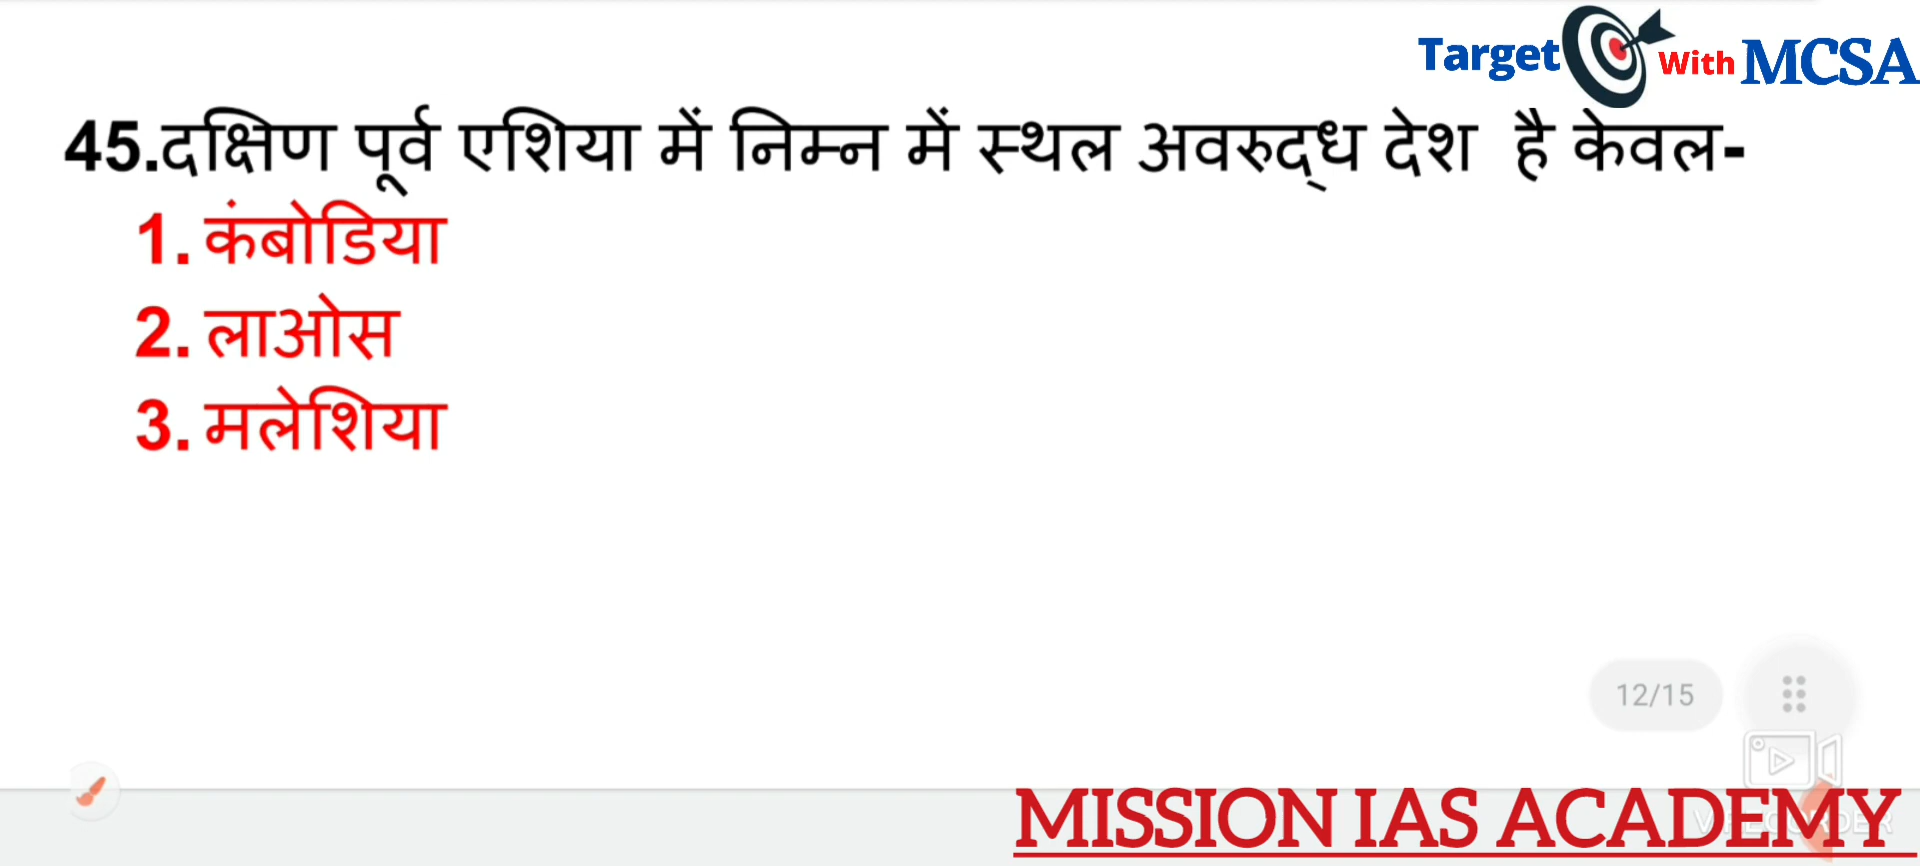 Target With MCSA
45.दक्षिण पूर्व एशिया में निम्न में स्थल अवरुद्ध देश है केवल-
1. कंबोडिया
2. लाओस
3. मलेशिया
12/15
MISSION IAS ACADEMY